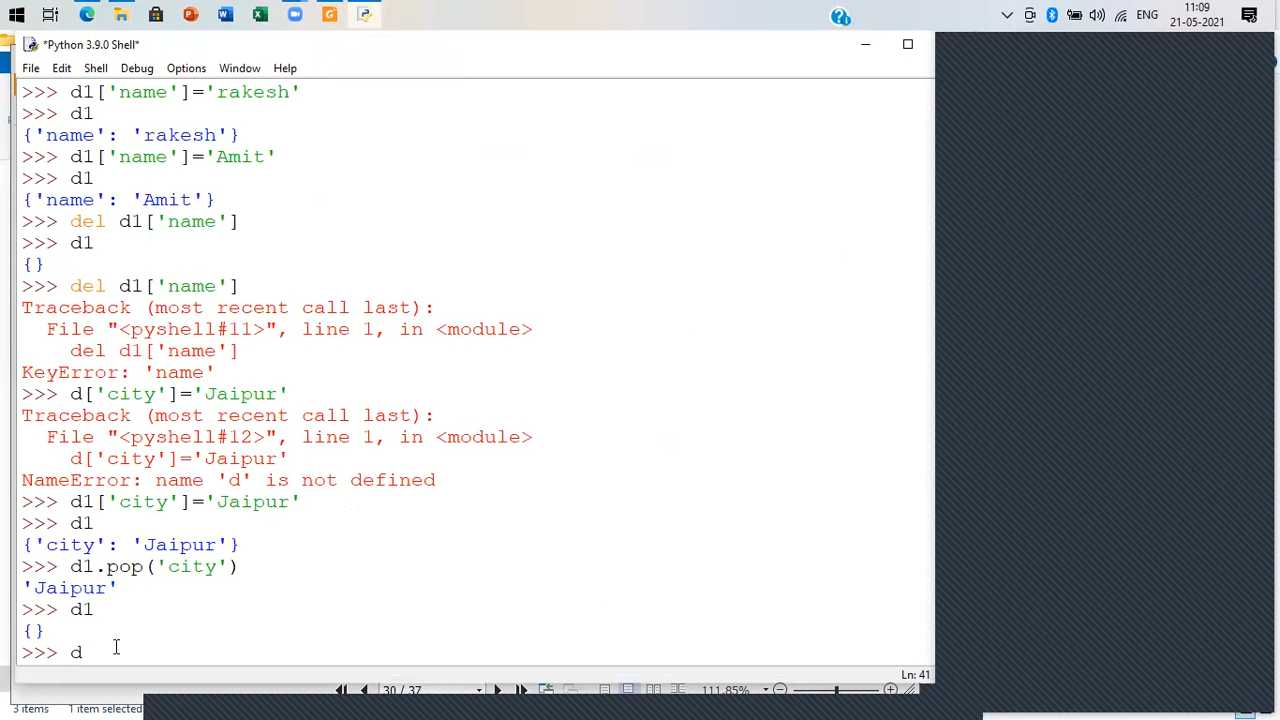 11:09
ENG
21-05-2021
*Python 3.9.0 Shell*
File Edit Shell Debug Options Window Help
>>> d1['name']='rakesh'
>>> d1
{'name': 'rakesh'}
>>> d1['name']='Amit'
>>> d1
{'name': 'Amit'}
>>> del d1['name']
>>> d1
{}
>>> del d1['name']
Traceback (most recent call last):
  File "<pyshell#11>", line 1, in <module>
    del d1['name']
KeyError: 'name'
>>> d['city']='Jaipur'
Traceback (most recent call last):
  File "<pyshell#12>", line 1, in <module>
    d['city']='Jaipur'
NameError: name 'd' is not defined
>>> d1['city']='Jaipur'
>>> d1
{'city': 'Jaipur'}
>>> d1.pop('city')
'Jaipur'
>>> d1
{}
>>> d
Ln: 41
30 / 37 111.85%
3 items 1 item selected